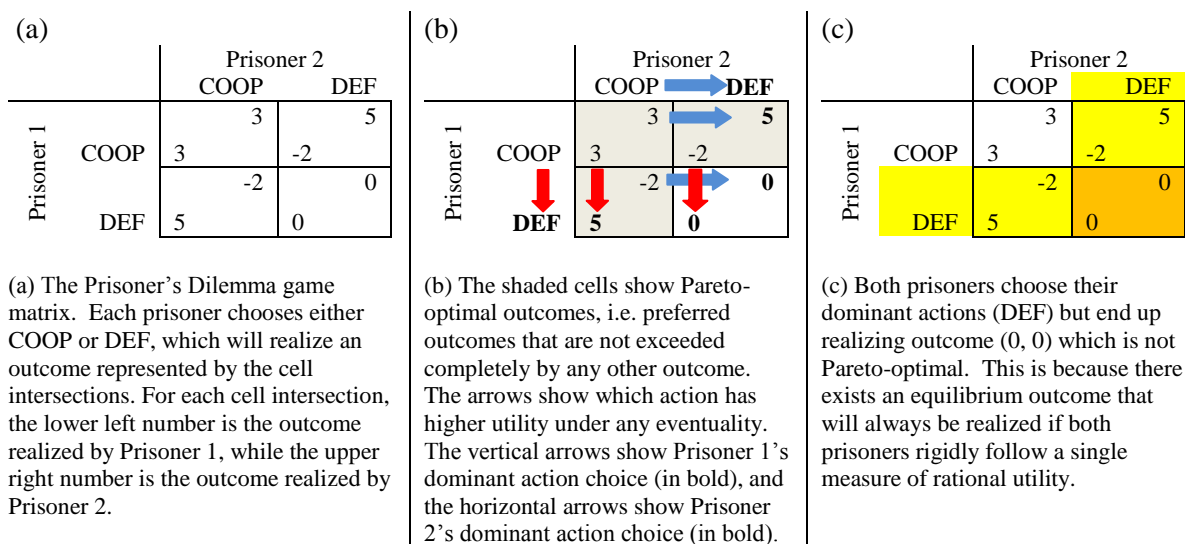 (a)
Prisoner 2
COOP DEF
Prisoner 1
3 5
COOP 3 -2
-2 0
DEF 5 0
(a) The Prisoner's Dilemma game
matrix. Each prisoner chooses either
COOP or DEF, which will realize an
outcome represented by the cell
intersections. For each cell intersection,
the lower left number is the outcome
realized by Prisoner 1, while the upper
right number is the outcome realized by
Prisoner 2.
(b)
Prisoner 2
COOP DEF
Prisoner 1
3 5
COOP 3 -2
-2 0
DEF 5 0
(b) The shaded cells show Pareto-
optimal outcomes, i.e. preferred
outcomes that are not exceeded
completely by any other outcome.
The arrows show which action has
higher utility under any eventuality.
The vertical arrows show Prisoner 1's
dominant action choice (in bold), and
the horizontal arrows show Prisoner
2's dominant action choice (in bold).
(c)
Prisoner 2
COOP DEF
Prisoner 1
3 5
COOP 3 -2
-2 0
DEF 5 0
(c) Both prisoners choose their
dominant actions (DEF) but end up
realizing outcome (0, 0) which is not
Pareto-optimal. This is because there
exists an equilibrium outcome that
will always be realized if both
prisoners rigidly follow a single
measure of rational utility.